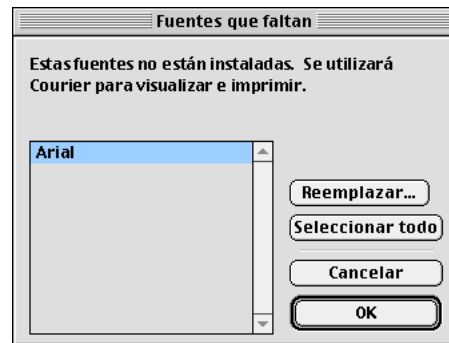 Fuentes que faltan
Estas fuentes no están instaladas. Se utilizará
Courier para visualizar e imprimir.
Arial
Reemplazar...
Seleccionar todo
Cancelar
OK